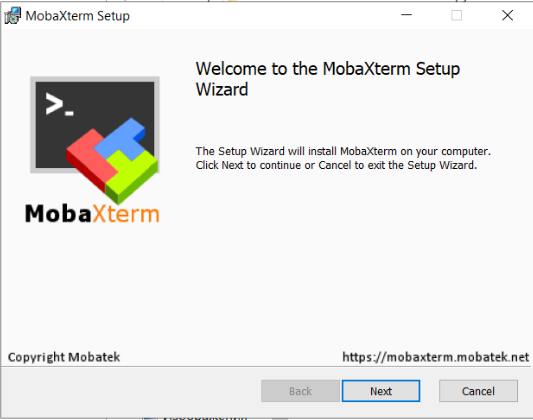 MobaXterm Setup
Welcome to the MobaXterm Setup
Wizard
The Setup Wizard will install MobaXterm on your computer.
Click Next to continue or Cancel to exit the Setup Wizard.
>_
MobaXterm
Copyright Mobatek
https://mobaxterm.mobatek.net
Back
Next
Cancel